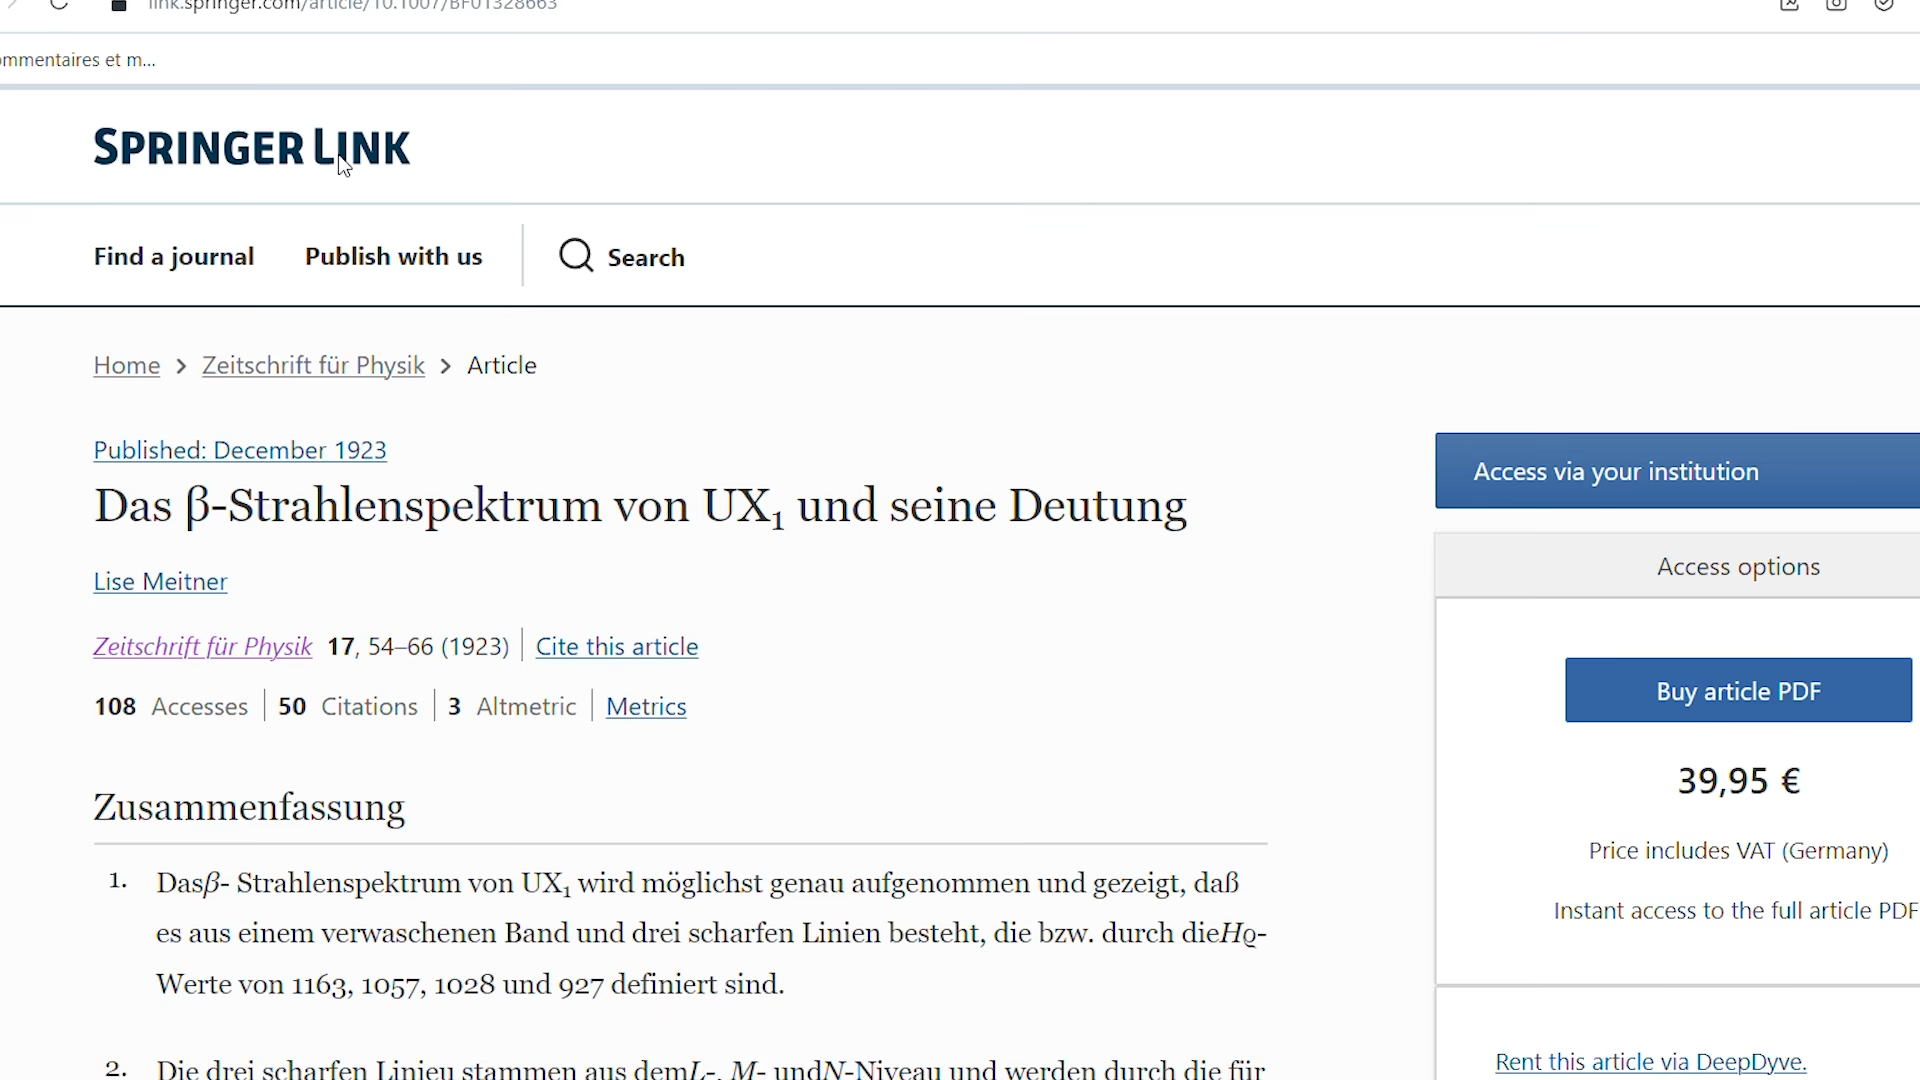 link.springer.com/article/10.1007/BF01328663
ommentaires et m...
SPRINGER LINK
Find a journal
Publish with us
Search
Home > Zeitschrift für Physik > Article
Published: December 1923
Das β-Strahlenspektrum von UX₁ und seine Deutung
Lise Meitner
Zeitschrift für Physik 17, 54–66 (1923) Cite this article
108 Accesses 50 Citations 3 Altmetric Metrics
Zusammenfassung
1. Dasβ- Strahlenspektrum von UX₁ wird möglichst genau aufgenommen und gezeigt, daß
es aus einem verwaschenen Band und drei scharfen Linien besteht, die bzw. durch dieHϱ-
Werte von 1163, 1057, 1028 und 927 definiert sind.
2. Die drei scharfen Linieu stammen aus demL-, M- undN-Niveau und werden durch die für
Access via your institution
Access options
Buy article PDF
39,95 €
Price includes VAT (Germany)
Instant access to the full article PDF
Rent this article via DeepDyve.